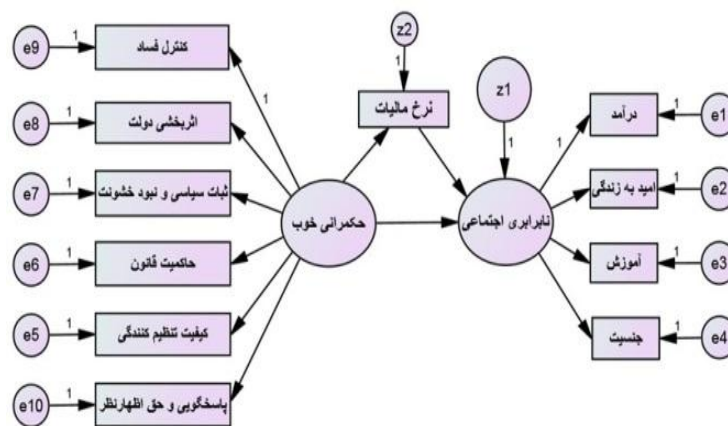 e9
1
کنترل فساد
1
e8
1
اثربخشی دولت
e7
1
ثبات سیاسی و نبود خشونت
e6
1
حاکمیت قانون
e5
1
کیفیت تنظیم کنندگی
e10
1
پاسخگویی و حق اظهارنظر
حکمرانی خوب
z2
1
نرخ مالیات
z1
1
نابرابری اجتماعی
1
درآمد
1
e1
امید به زندگی
1
e2
آموزش
1
e3
جنسیت
1
e4